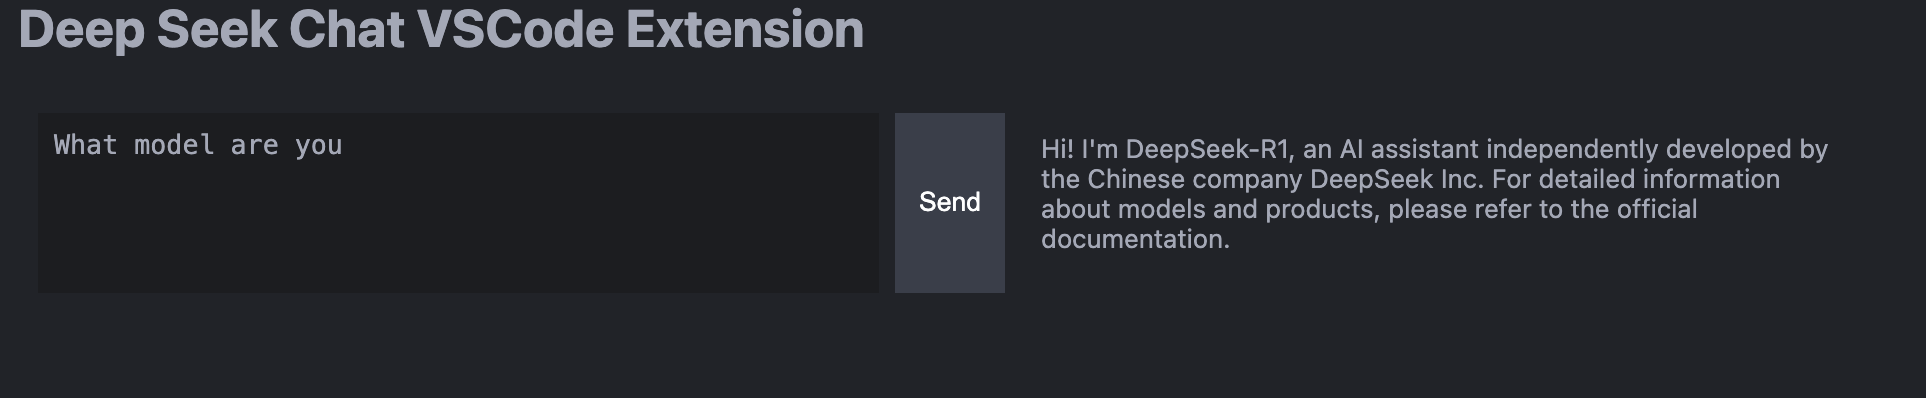 Deep Seek Chat VSCode Extension
What model are you
Send
Hi! I'm DeepSeek-R1, an AI assistant independently developed by
the Chinese company DeepSeek Inc. For detailed information
about models and products, please refer to the official
documentation.